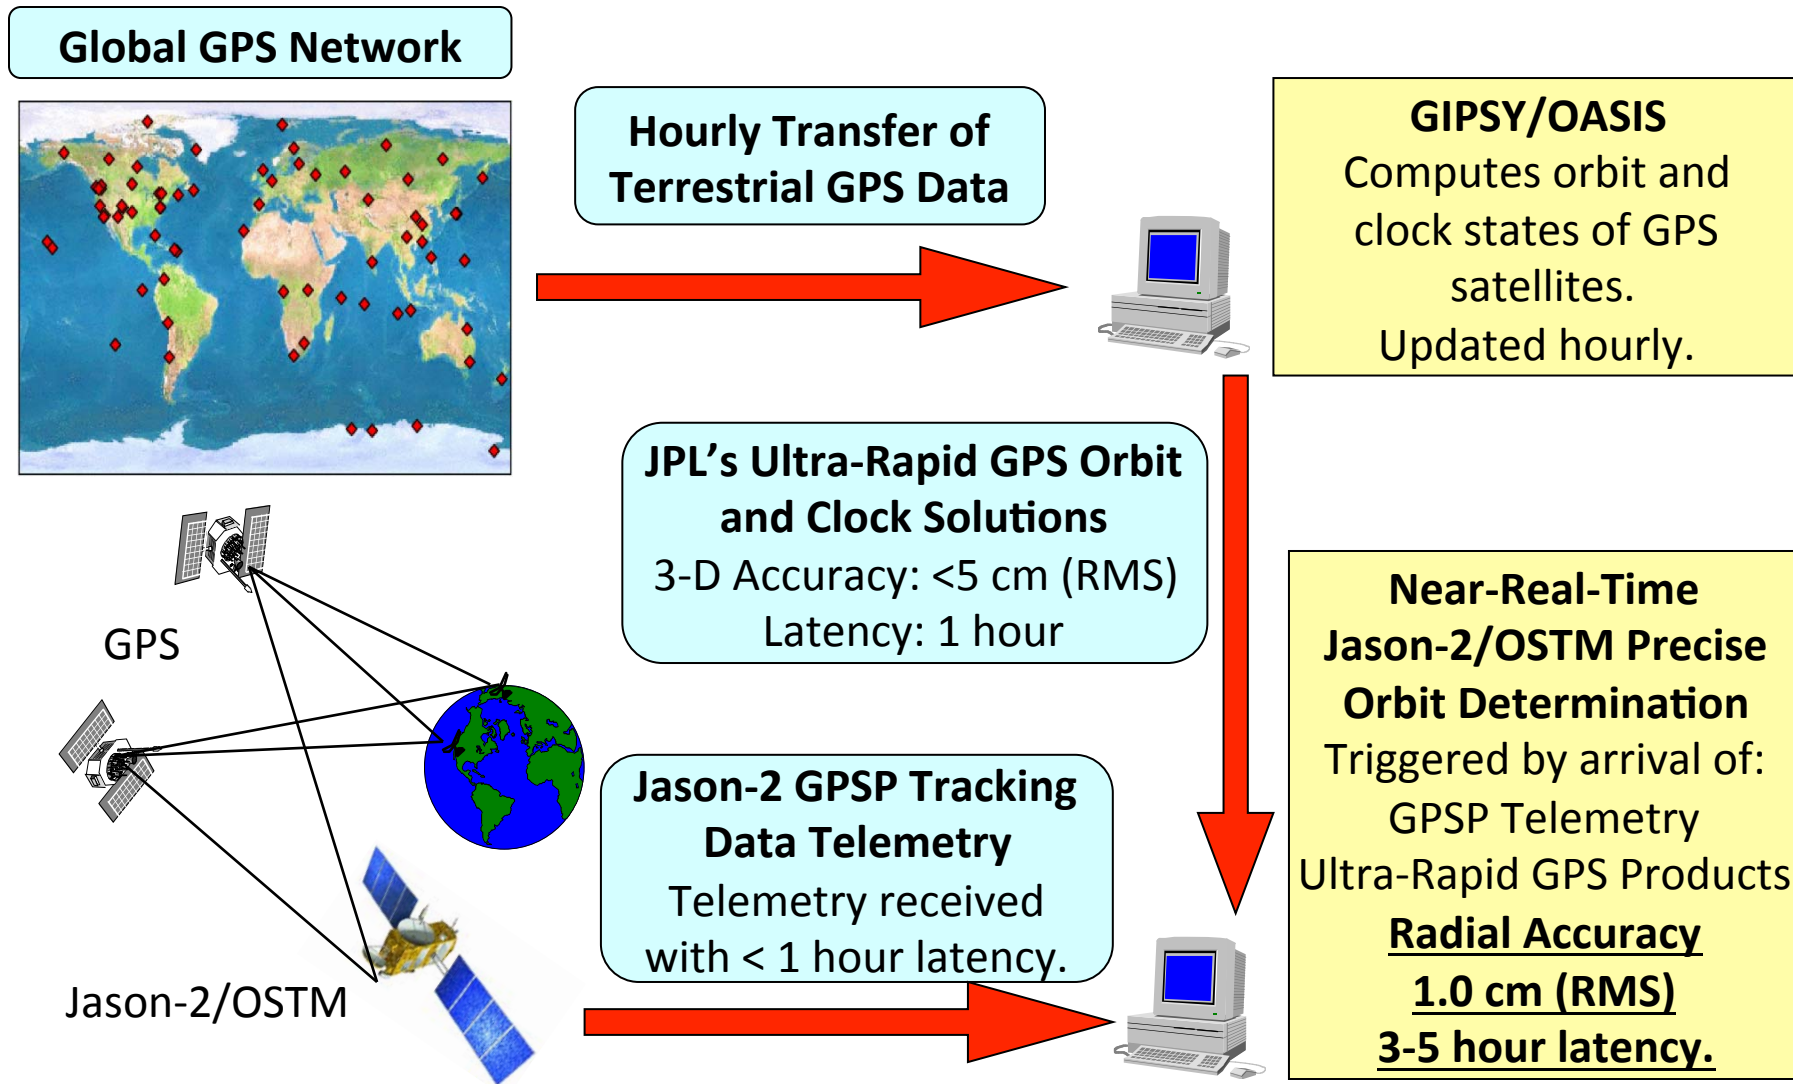 Global GPS Network
Hourly Transfer of
Terrestrial GPS Data
GIPSY/OASIS
Computes orbit and
clock states of GPS
satellites.
Updated hourly.
JPL’s Ultra-Rapid GPS Orbit
and Clock Solutions
3-D Accuracy: <5 cm (RMS)
Latency: 1 hour
GPS
Jason-2/OSTM
Jason-2 GPSP Tracking
Data Telemetry
Telemetry received
with < 1 hour latency.
Near-Real-Time
Jason-2/OSTM Precise
Orbit Determination
Triggered by arrival of:
GPSP Telemetry
Ultra-Rapid GPS Products
Radial Accuracy
1.0 cm (RMS)
3-5 hour latency.